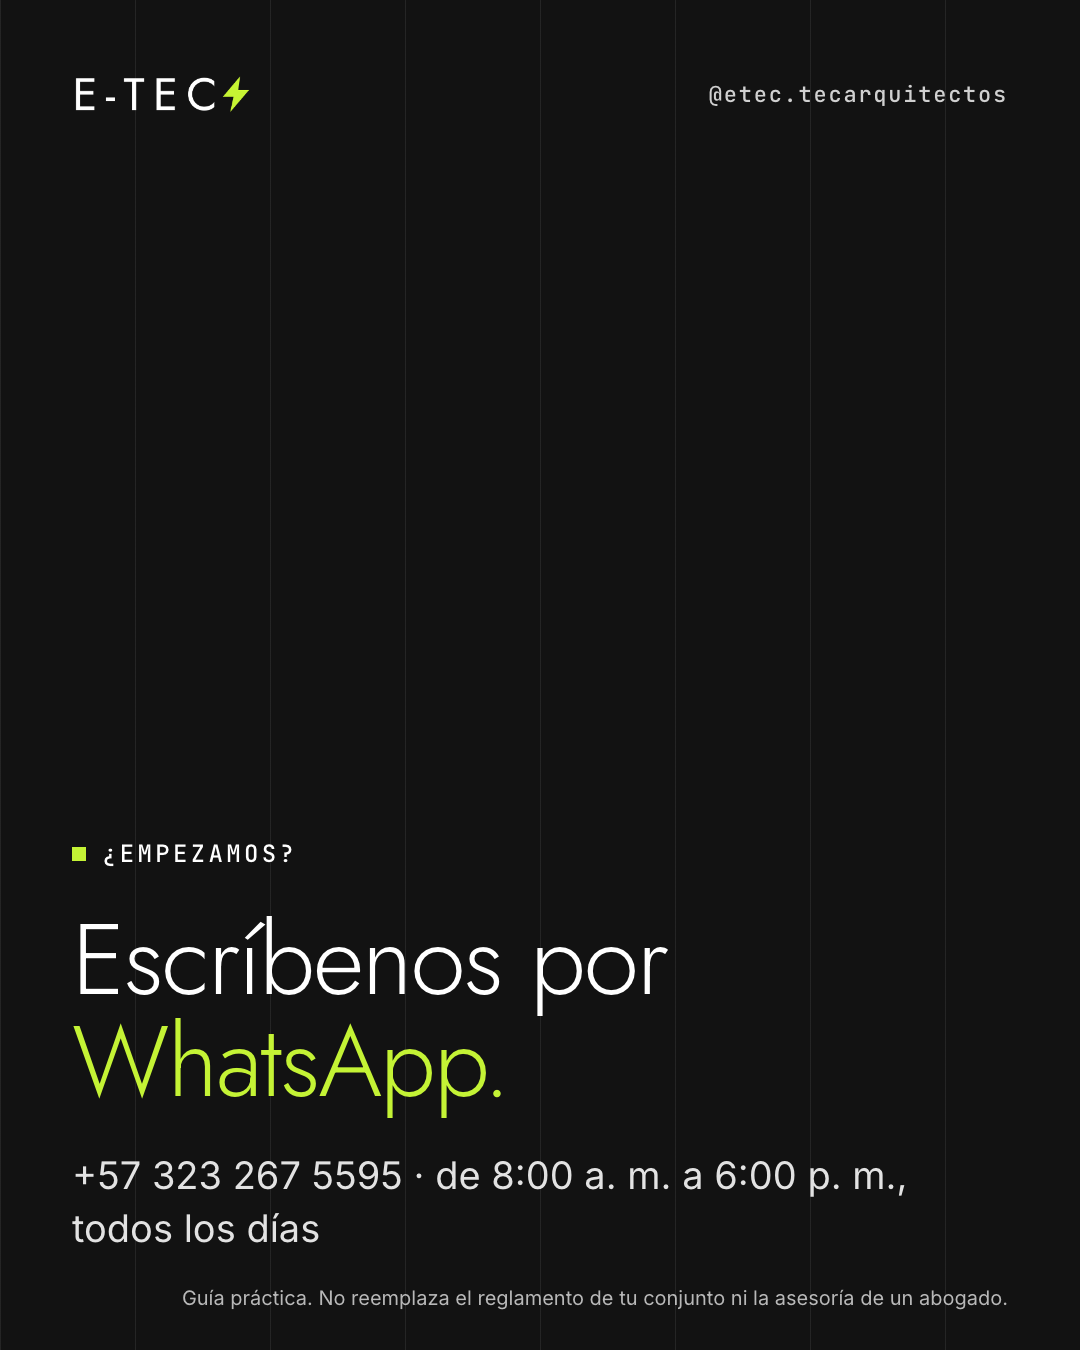 E-TEC
@etec.tecarquitectos
¿EMPEZAMOS?
Escríbenos por
WhatsApp.
+57 323 267 5595 · de 8:00 a. m. a 6:00 p. m.,
todos los días
Guía práctica. No reemplaza el reglamento de tu conjunto ni la asesoría de un abogado.